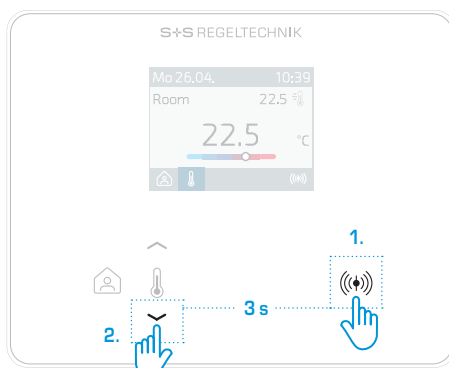 S+S REGELTECHNIK
Mo 26.04. 10:39
Room 22.5
22.5 °C
1.
3 s
2.